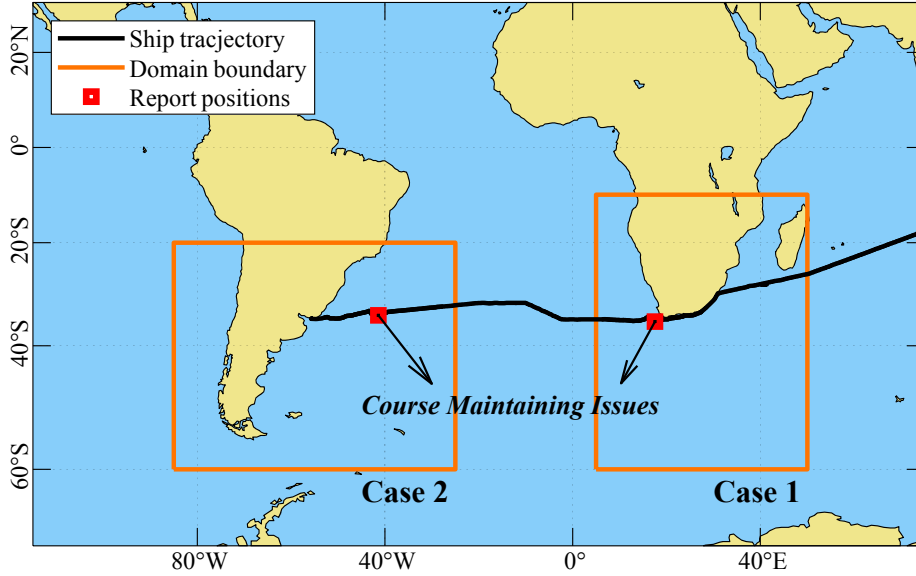 Ship tracjectory
Domain boundary
Report positions
20°N
0°
20°S
40°S
60°S
Course Maintaining Issues
Case 2
Case 1
80°W
40°W
0°
40°E